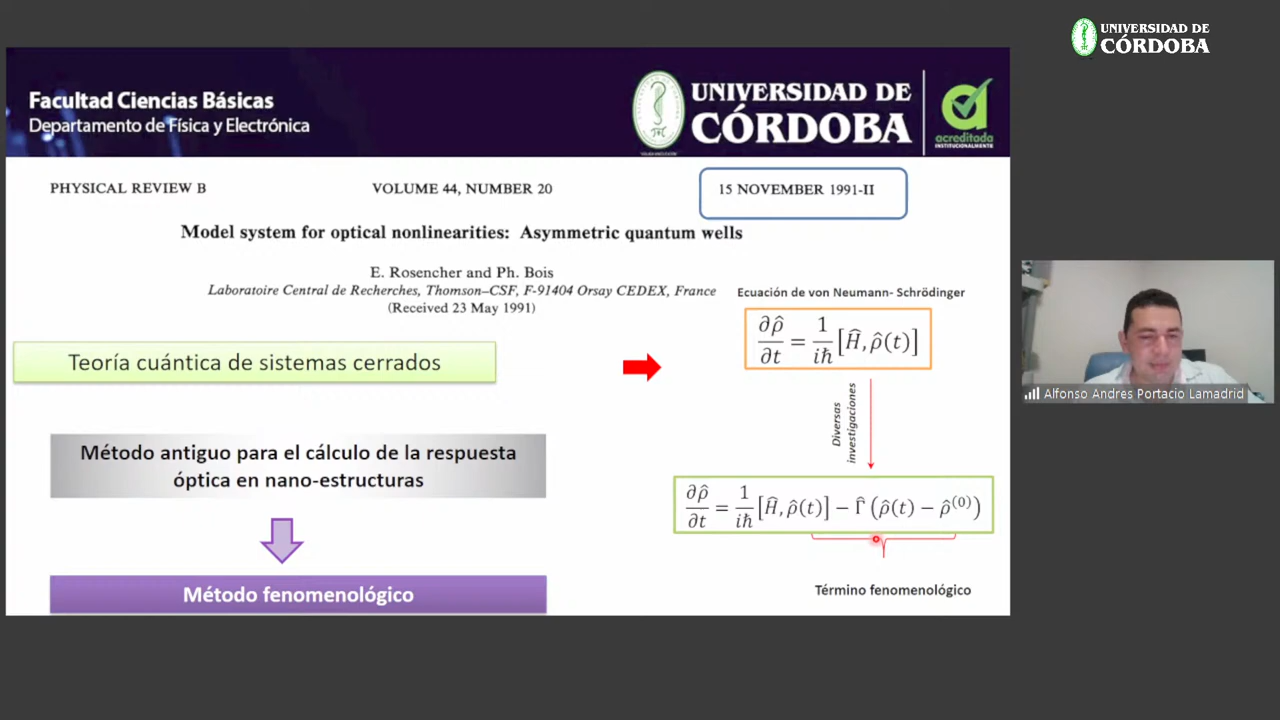 UNIVERSIDAD DE
CÓRDOBA
Facultad Ciencias Básicas
Departamento de Física y Electrónica
UNIVERSIDAD DE
CÓRDOBA
acreditada
INSTITUCIONALMENTE
PHYSICAL REVIEW B
VOLUME 44, NUMBER 20
15 NOVEMBER 1991-II
Model system for optical nonlinearities: Asymmetric quantum wells
E. Rosencher and Ph. Bois
Laboratoire Central de Recherches, Thomson–CSF, F-91404 Orsay CEDEX, France
(Received 23 May 1991)
Ecuación de von Neumann- Schrödinger
∂ρ̂/∂t = 1/iħ [Ĥ, ρ̂(t)]
Teoría cuántica de sistemas cerrados
Diversas
investigaciones
Método antiguo para el cálculo de la respuesta
óptica en nano-estructuras
∂ρ̂/∂t = 1/iħ [Ĥ, ρ̂(t)] − Γ̂ (ρ̂(t) − ρ̂⁽⁰⁾)
Método fenomenológico
Término fenomenológico
Alfonso Andres Portacio Lamadrid